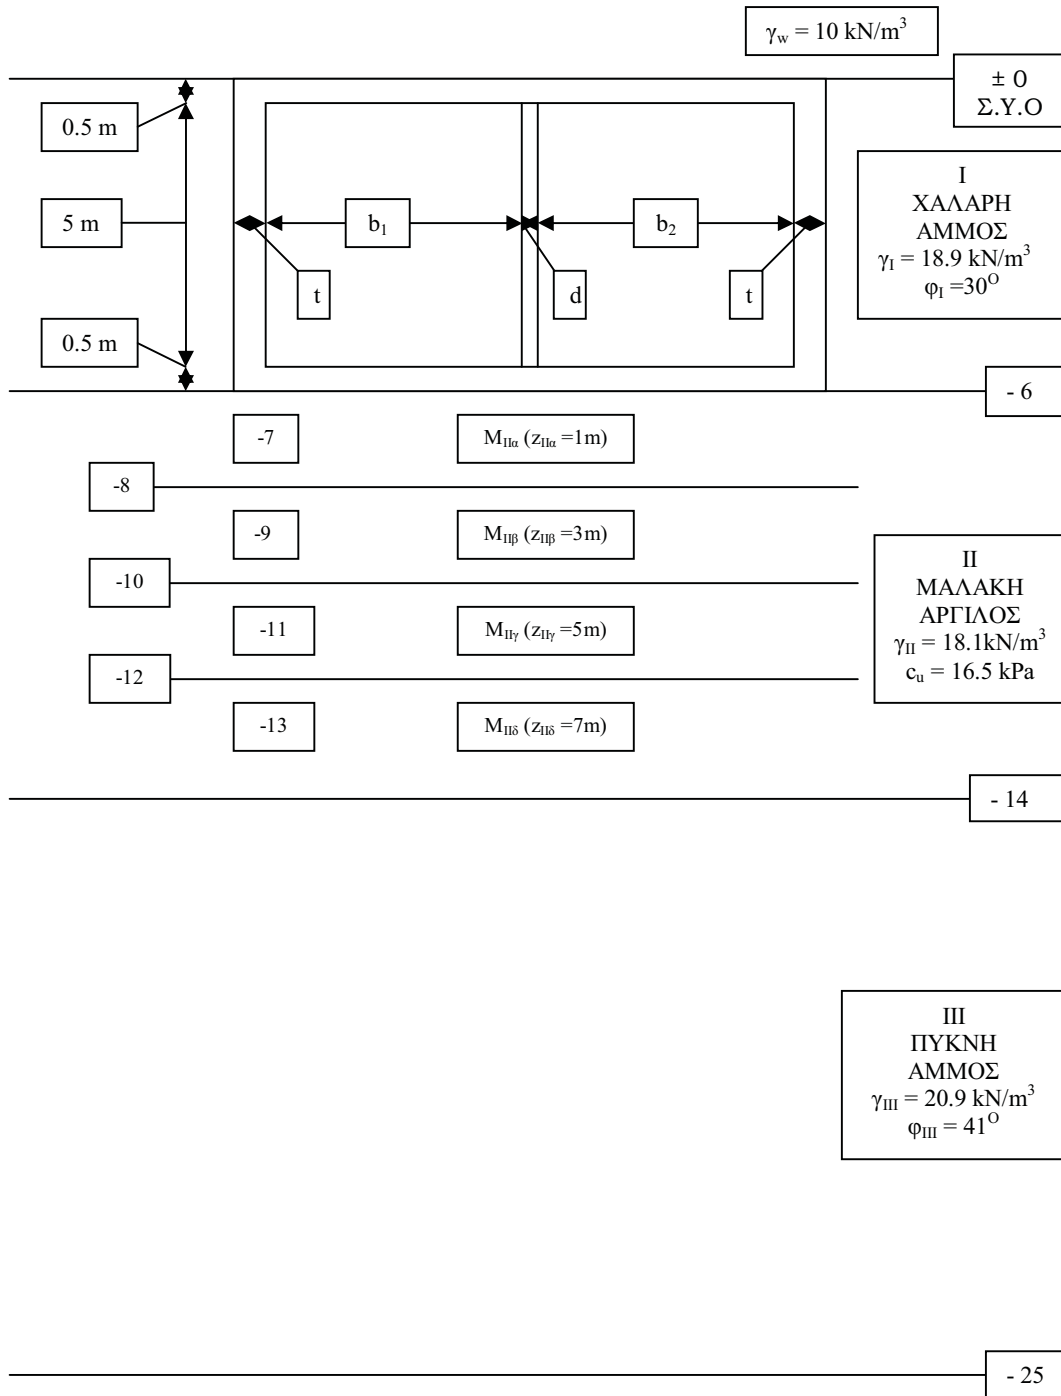 γw = 10 kN/m³
± 0
Σ.Υ.Ο
0.5 m
5 m
b₁
b₂
t
d
t
0.5 m
I
ΧΑΛΑΡΗ
ΑΜΜΟΣ
γI = 18.9 kN/m³
φI =30ᴼ
- 6
-7
MIIα (zIIα =1m)
-8
-9
MIIβ (zIIβ =3m)
-10
-11
MIIγ (zIIγ =5m)
-12
-13
MIIδ (zIIδ =7m)
II
ΜΑΛΑΚΗ
ΑΡΓΙΛΟΣ
γII = 18.1kN/m³
cu = 16.5 kPa
- 14
III
ΠΥΚΝΗ
ΑΜΜΟΣ
γIII = 20.9 kN/m³
φIII = 41ᴼ
- 25